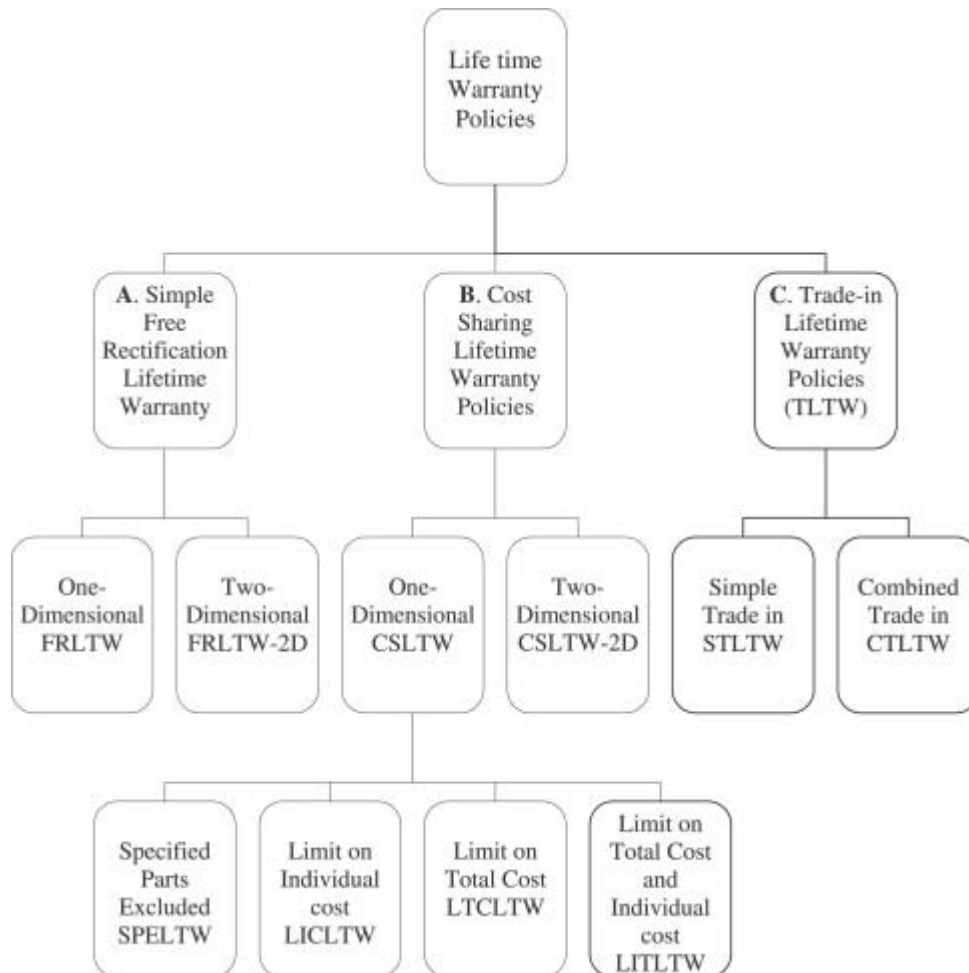 Life time
Warranty
Policies
A. Simple
Free
Rectification
Lifetime
Warranty
B. Cost
Sharing
Lifetime
Warranty
Policies
C. Trade-in
Lifetime
Warranty
Policies
(TLTW)
One-
Dimensional
FRLTW
Two-
Dimensional
FRLTW-2D
One-
Dimensional
CSLTW
Two-
Dimensional
CSLTW-2D
Simple
Trade in
STLTW
Combined
Trade in
CTLTW
Specified
Parts
Excluded
SPELTW
Limit on
Individual
cost
LICLTW
Limit on
Total Cost
LTCLTW
Limit on
Total Cost
and
Individual
cost
LITLTW